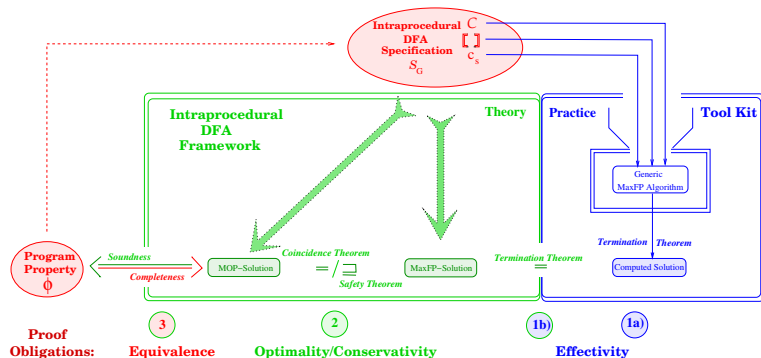 Intraprocedural C
DFA [ ]
Specification c_s
S_G
Intraprocedural
DFA
Framework
Theory
Practice
Tool Kit
Generic
MaxFP Algorithm
Termination Theorem
Computed Solution
Program
Property
ϕ
Soundness
Completeness
MOP−Solution
Coincidence Theorem
= / ⊒
Safety Theorem
MaxFP−Solution
Termination Theorem
=
3
2
1b)
1a)
Proof
Obligations:
Equivalence
Optimality/Conservativity
Effectivity